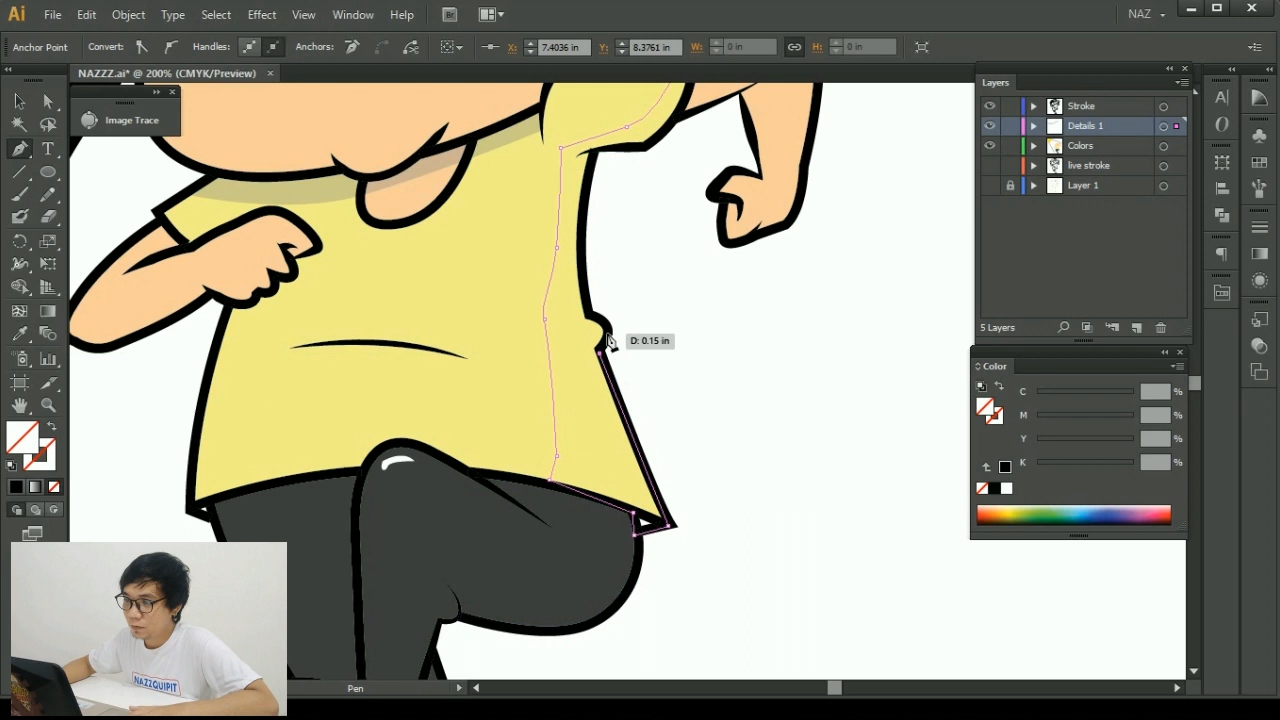 Ai File Edit Object Type Select Effect View Window Help Br NAZ
Anchor Point Convert: Handles: Anchors: X: 7.4036 in Y: 8.3761 in W: 0 in H: 0 in
NAZZZ.ai* @ 200% (CMYK/Preview)
Image Trace
Layers
Stroke
Details 1
Colors
live stroke
Layer 1
5 Layers
Color
C %
M %
Y %
K %
D: 0.15 in
NAZZQUIPIT
Pen